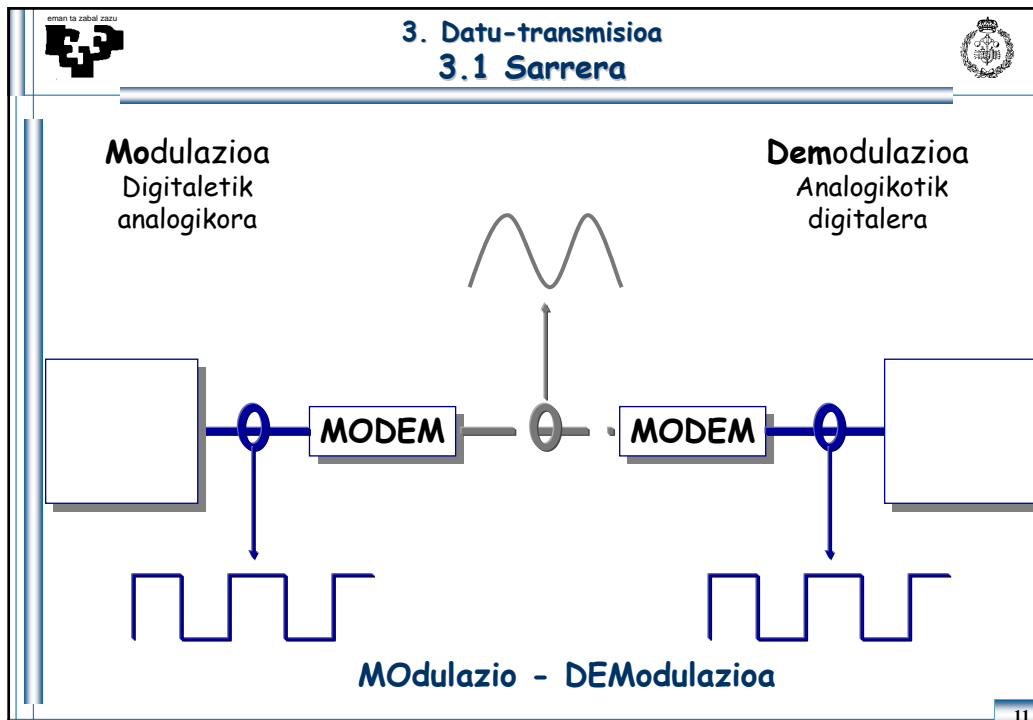 eman ta zabal zazu
3. Datu-transmisioa
3.1 Sarrera
Modulazioa
Digitaletik
analogikora
Demodulazioa
Analogikotik
digitalera
MODEM
MODEM
MOdulazio - DEModulazioa
11